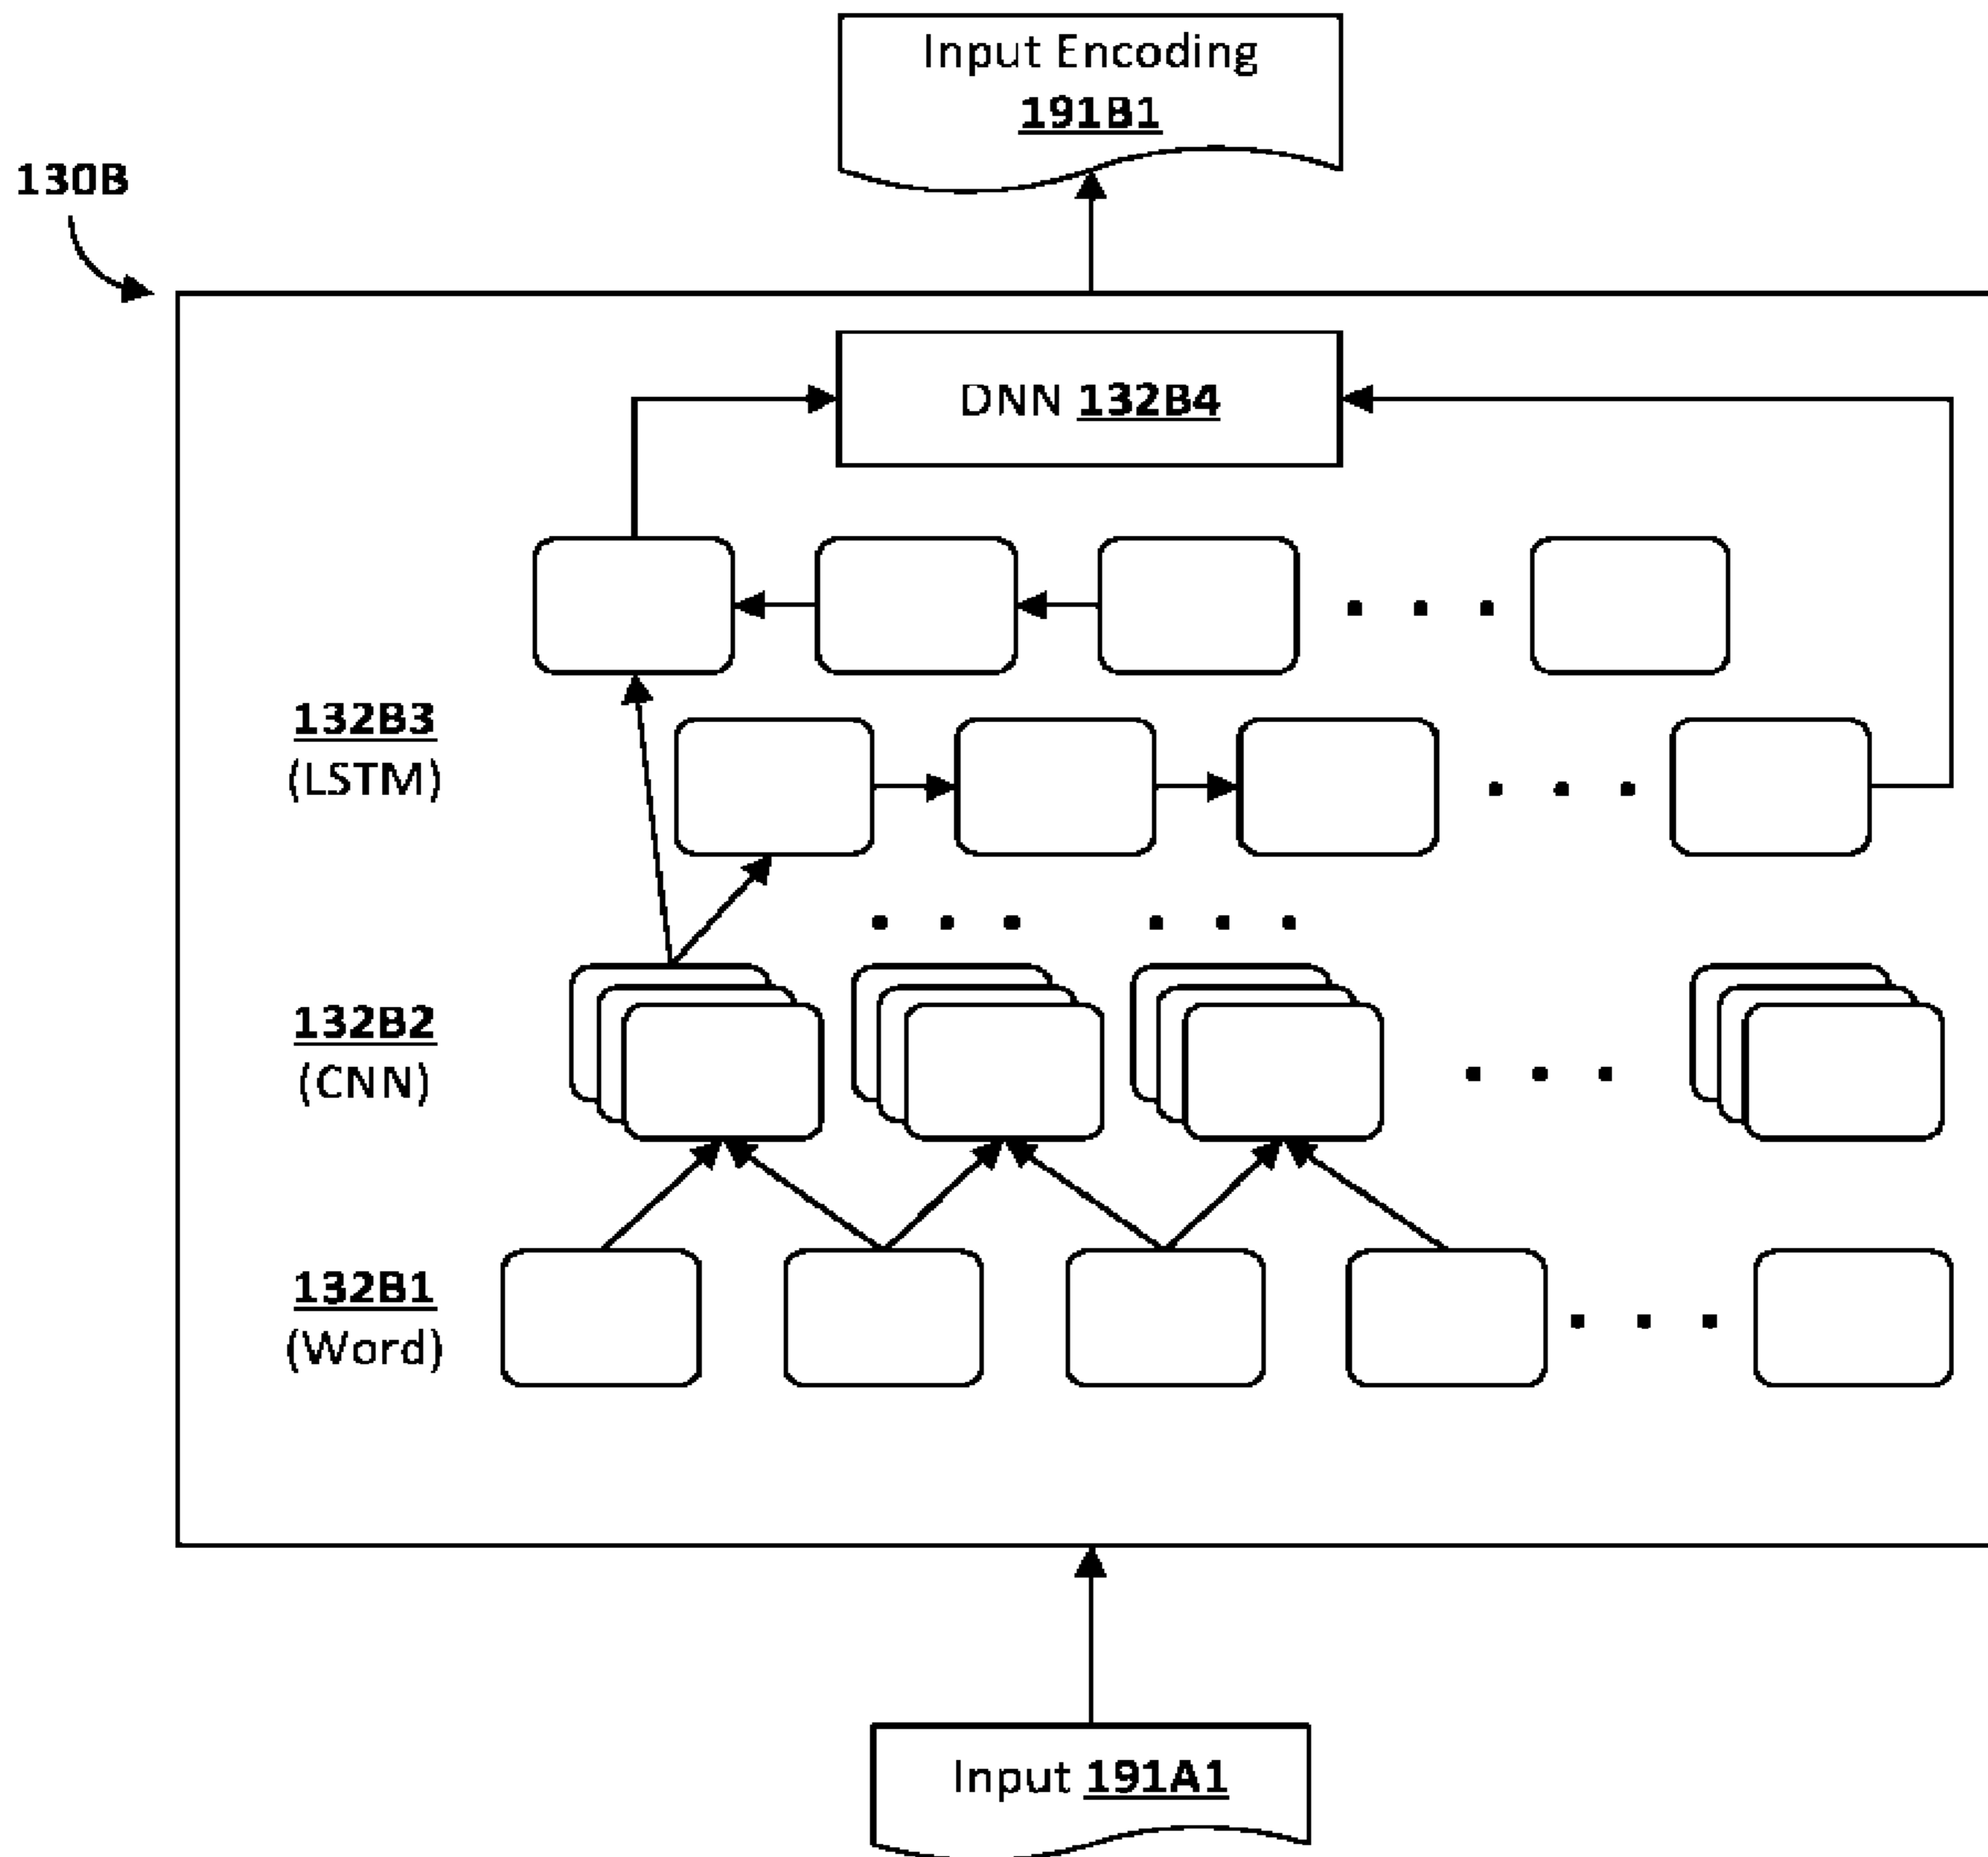 Input Encoding
191B1
130B
DNN 132B4
132B3
(LSTM)
132B2
(CNN)
132B1
(Word)
Input 191A1